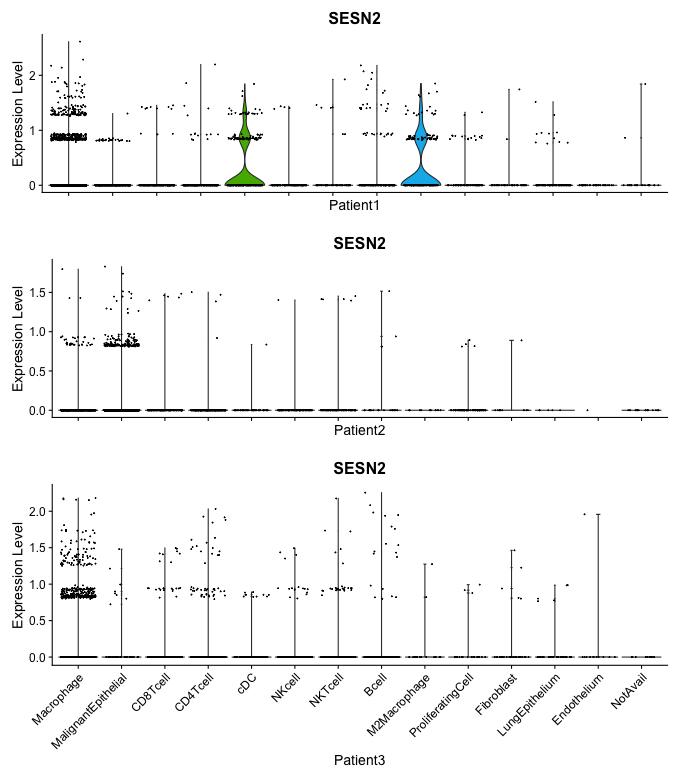 SESN2
Expression Level
2
1
0
Patient1
SESN2
Expression Level
1.5
1.0
0.5
0.0
Patient2
SESN2
Expression Level
2.0
1.5
1.0
0.5
0.0
Macrophage
MalignantEpithelial
CD8Tcell
CD4Tcell
cDC
NKcell
NKTcell
Bcell
M2Macrophage
ProliferatingCell
Fibroblast
LungEpithelium
Endothelium
NotAvail
Patient3